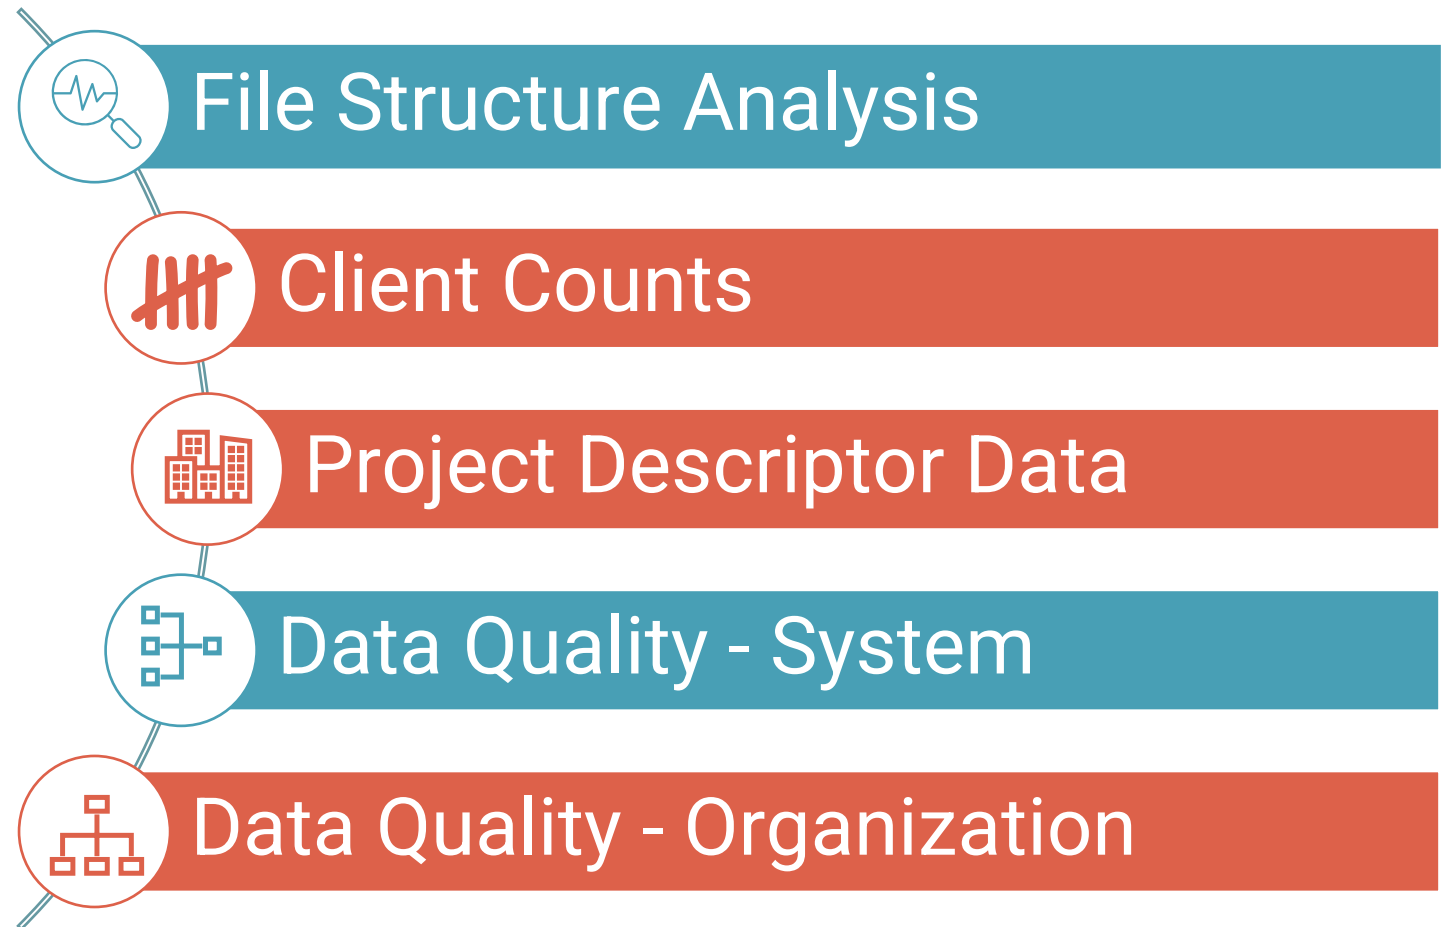 File Structure Analysis
Client Counts
Project Descriptor Data
Data Quality - System
Data Quality - Organization